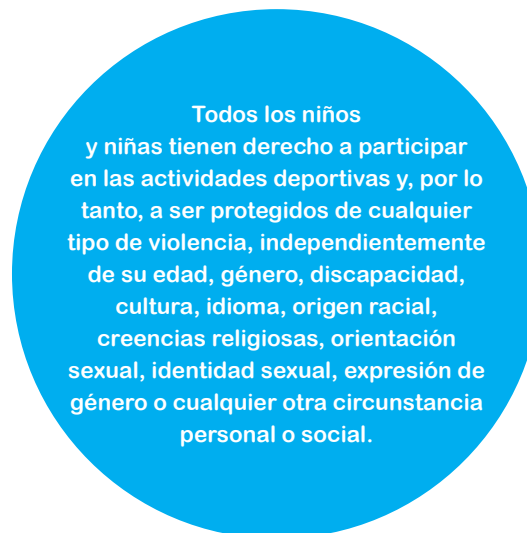 Todos los niños
y niñas tienen derecho a participar
en las actividades deportivas y, por lo
tanto, a ser protegidos de cualquier
tipo de violencia, independientemente
de su edad, género, discapacidad,
cultura, idioma, origen racial,
creencias religiosas, orientación
sexual, identidad sexual, expresión de
género o cualquier otra circunstancia
personal o social.